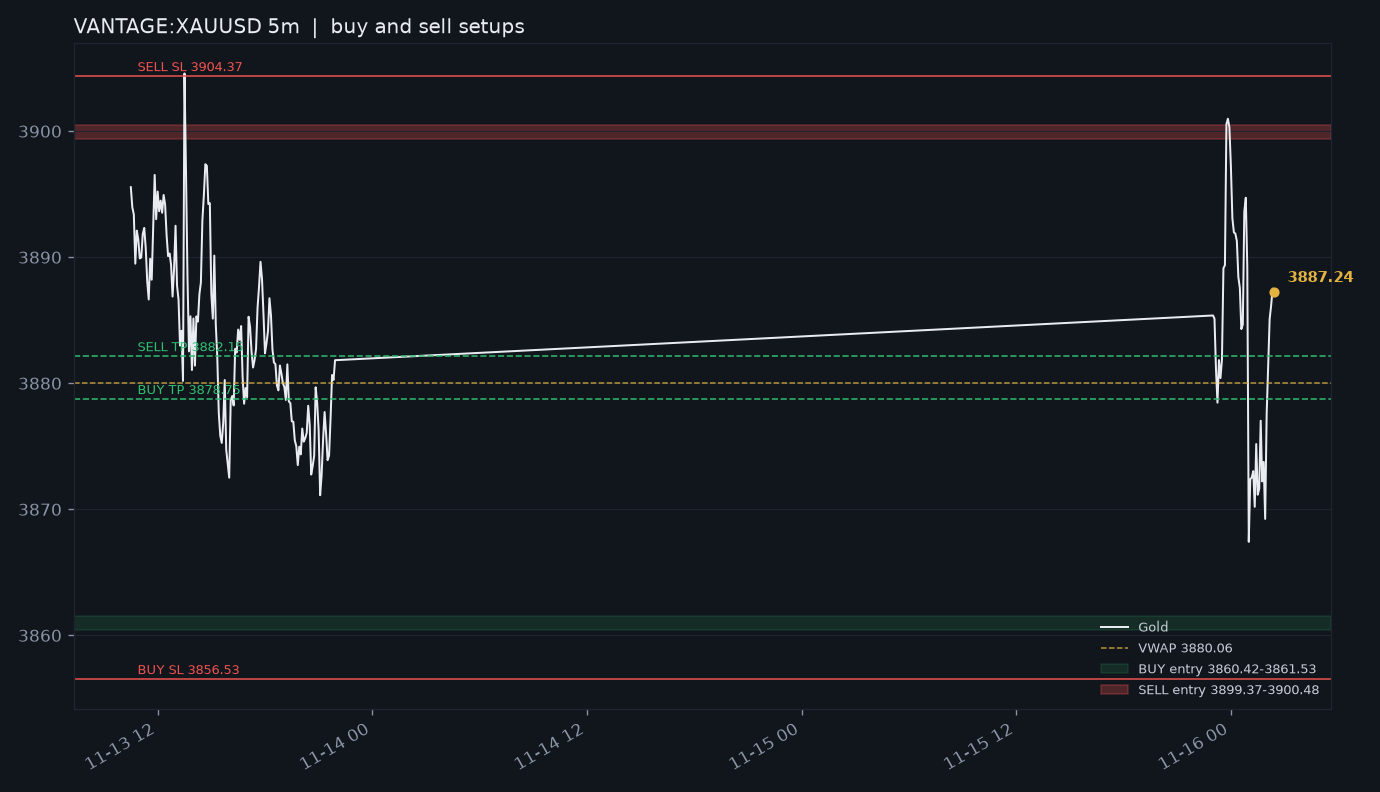 VANTAGE:XAUUSD 5m | buy and sell setups
SELL SL 3904.37
3900
3890
3887.24
SELL TP 3882.15
3880
BUY TP 3878.75
3870
3860
BUY SL 3856.53
Gold
VWAP 3880.06
BUY entry 3860.42-3861.53
SELL entry 3899.37-3900.48
11-13 12
11-14 00
11-14 12
11-15 00
11-15 12
11-16 00